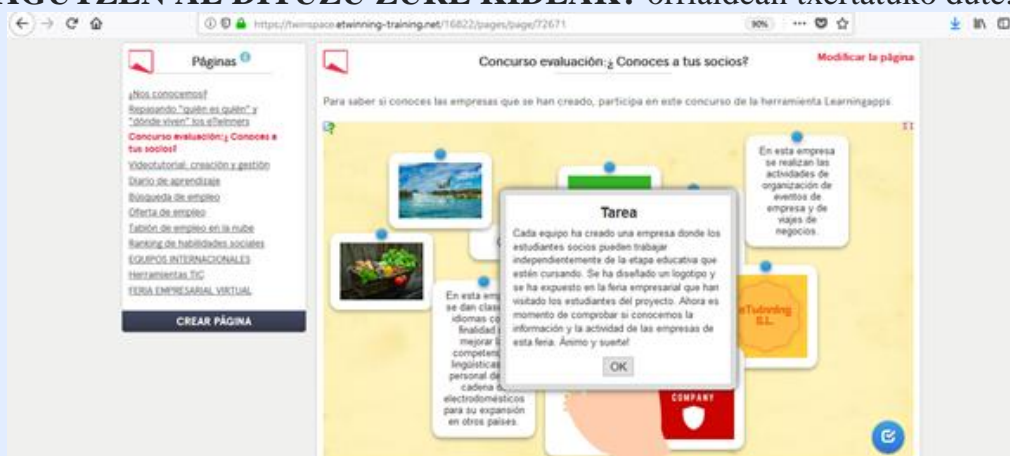 AGUTZEN AL DITUZU ZURE KIDEAK? orrialdean txertatuko dute.
https://twinspace.etwinning-training.net/16822/pages/page/72671
90%
Páginas
¿Nos conocemos?
Repasando "quién es quién" y
"dónde viven" los eTwinners
Concurso evaluación:¿ Conoces a
tus socios?
Videotutorial, creación y gestión
Diario de aprendizaje
Búsqueda de empleo
Oferta de empleo
Tablón de empleo en la nube
Ranking de habilidades sociales
EQUIPOS INTERNACIONALES
Herramientas TIC
FERIA EMPRESARIAL VIRTUAL
CREAR PÁGINA
Concurso evaluación:¿ Conoces a tus socios?
Modificar la página
Para saber si conoces las empresas que se han creado, participa en este concurso de la herramienta Learningapps
En esta empresa
se realizan las
actividades de
organización de
eventos de
empresa y de
viajes de
negocios.
Tarea
Cada equipo ha creado una empresa donde los
estudiantes socios pueden trabajar
independientemente de la etapa educativa que
estén cursando. Se ha diseñado un logotipo y
se ha expuesto en la feria empresarial que han
visitado los estudiantes del proyecto. Ahora es
momento de comprobar si conocemos la
información y la actividad de las empresas de
esta feria. Ánimo y suerte!
OK
En esta em
se dan clas
idiomas co
finalidad
mejorar l
competen
lingüísticas
personal de
cadena d
electrodomésticos
para su expansión
en otros países.
eTwinning
S.L.
COMPANY